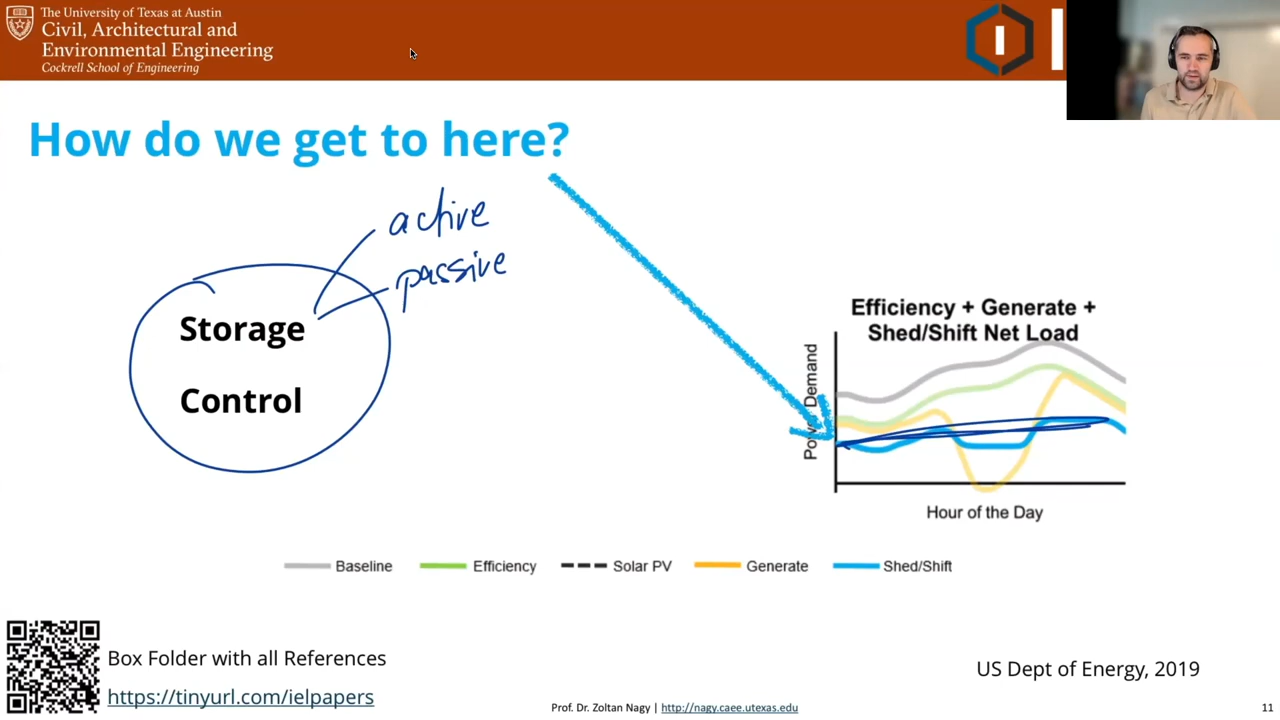 The University of Texas at Austin
Civil, Architectural and
Environmental Engineering
Cockrell School of Engineering
How do we get to here?
active
passive
Storage
Control
Efficiency + Generate +
Shed/Shift Net Load
Power Demand
Hour of the Day
Baseline
Efficiency
Solar PV
Generate
Shed/Shift
Box Folder with all References
https://tinyurl.com/ielpapers
US Dept of Energy, 2019
Prof. Dr. Zoltan Nagy | http://nagy.caee.utexas.edu
11